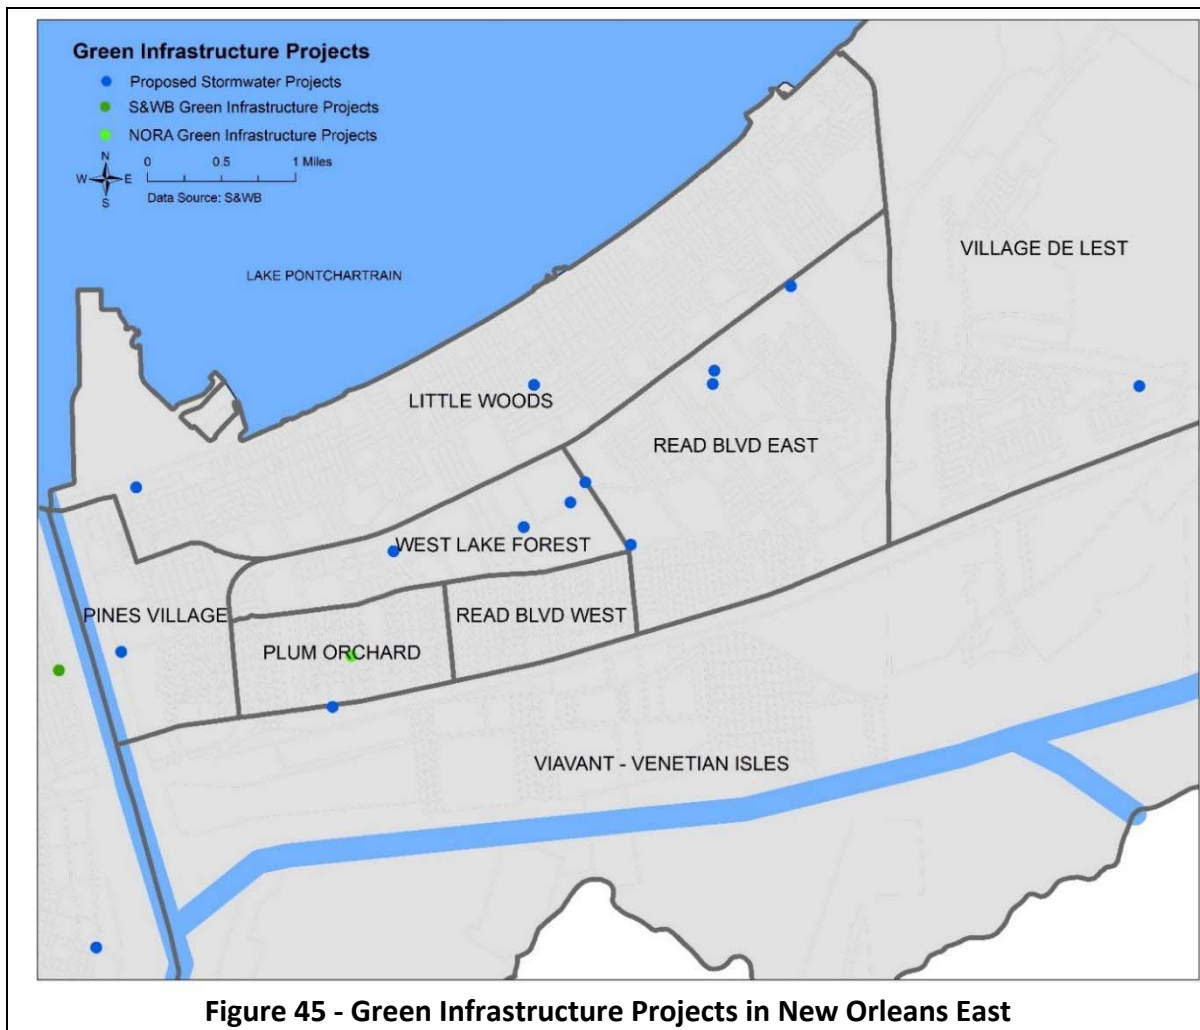 Green Infrastructure Projects
Proposed Stormwater Projects
S&WB Green Infrastructure Projects
NORA Green Infrastructure Projects
N
W E
S
0 0.5 1 Miles
Data Source: S&WB
LAKE PONTCHARTRAIN
VILLAGE DE LEST
LITTLE WOODS
READ BLVD EAST
WEST LAKE FOREST
PINES VILLAGE
READ BLVD WEST
PLUM ORCHARD
VIAVANT - VENETIAN ISLES
Figure 45 - Green Infrastructure Projects in New Orleans East